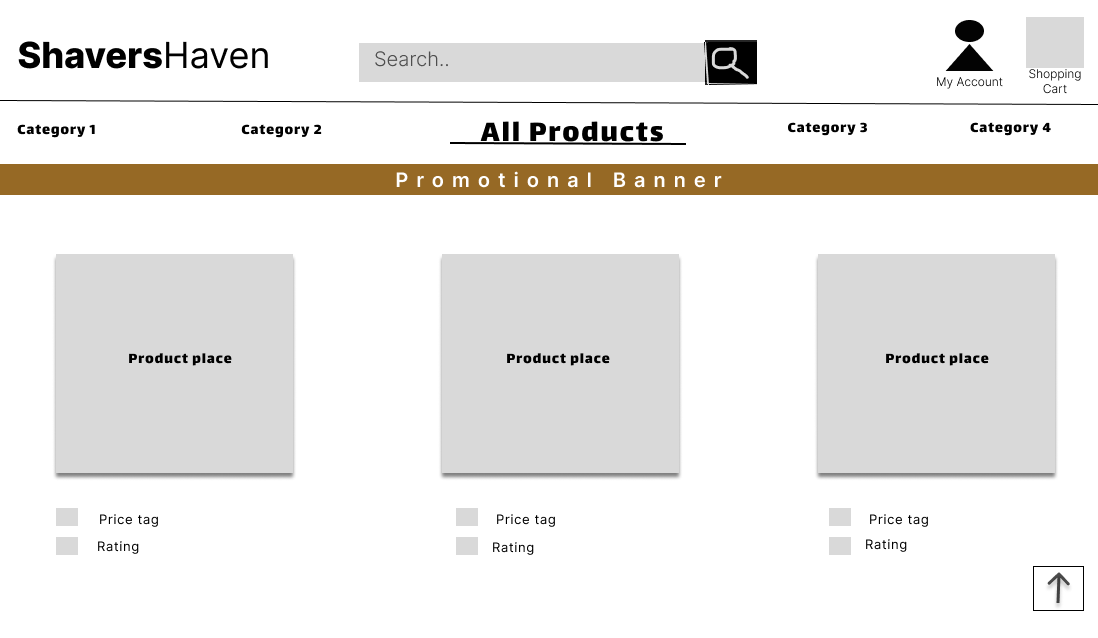 ShaversHaven
Search..
My Account
Shopping
Cart
Category 1
Category 2
All Products
Category 3
Category 4
Promotional Banner
Product place
Product place
Product place
Price tag
Price tag
Price tag
Rating
Rating
Rating